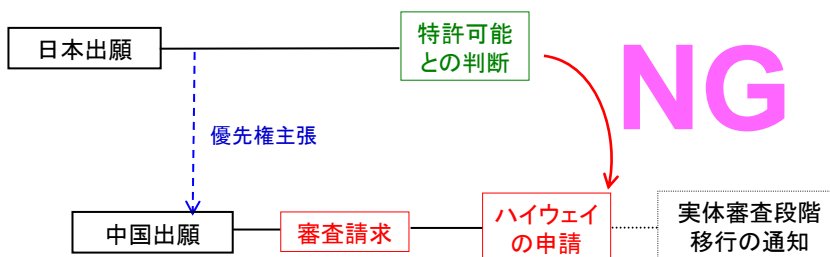 日本出願
特許可能
との判断
NG
優先権主張
中国出願
審査請求
ハイウェイ
の申請
実体審査段階
移行の通知